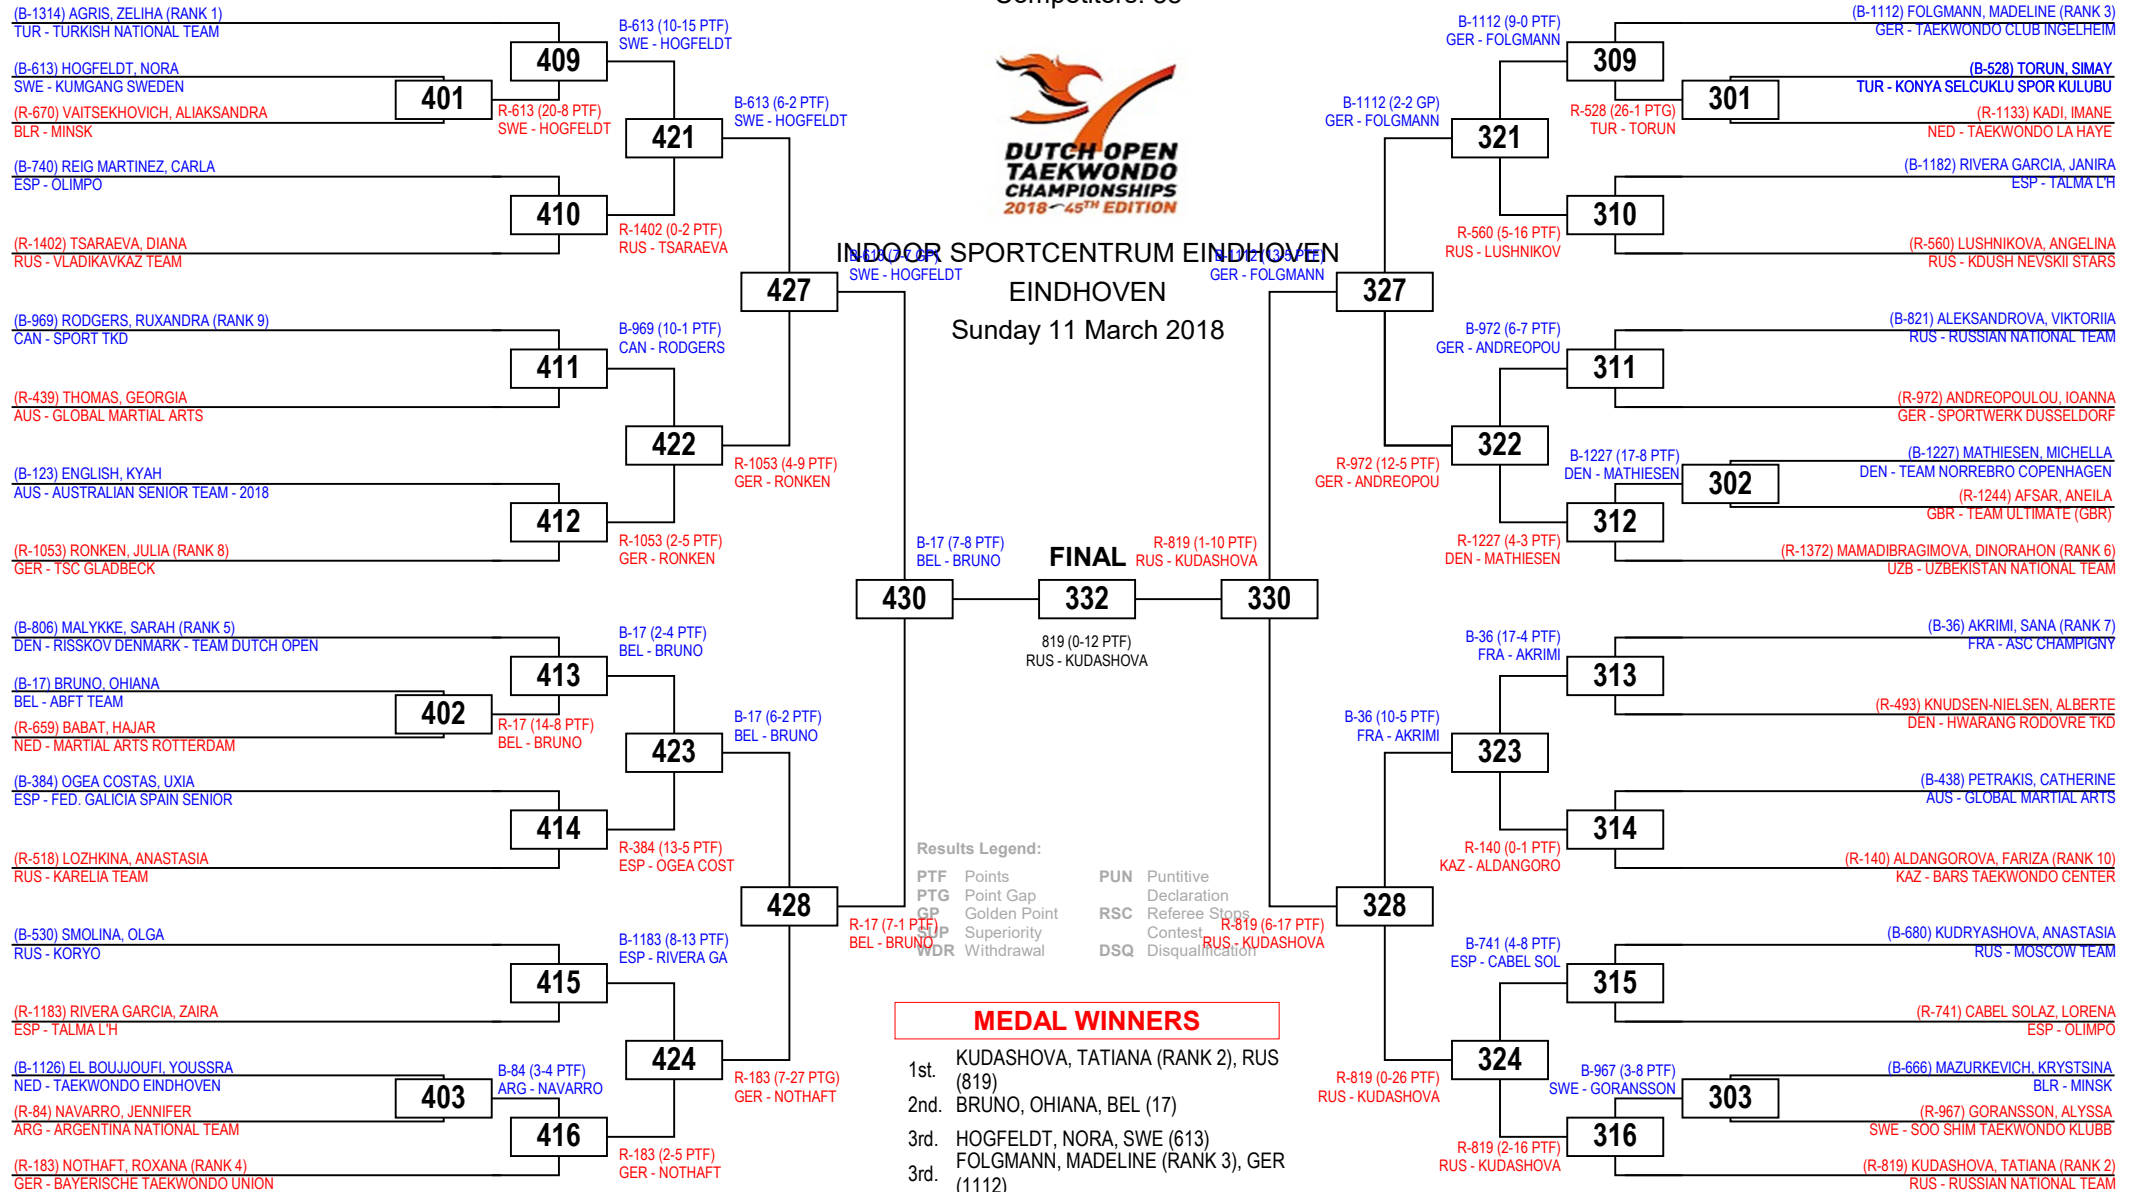 (B-1314) AGRIS, ZELIHA (RANK 1)
TUR - TURKISH NATIONAL TEAM
(B-613) HOGFELDT, NORA
SWE - KUMGANG SWEDEN
(R-670) VAITSEKHOVICH, ALIAKSANDRA
BLR - MINSK
(B-740) REIG MARTINEZ, CARLA
ESP - OLIMPO
(R-1402) TSARAEVA, DIANA
RUS - VLADIKAVKAZ TEAM
(B-969) RODGERS, RUXANDRA (RANK 9)
CAN - SPORT TKD
(R-439) THOMAS, GEORGIA
AUS - GLOBAL MARTIAL ARTS
(B-123) ENGLISH, KYAH
AUS - AUSTRALIAN SENIOR TEAM - 2018
(R-1053) RONKEN, JULIA (RANK 8)
GER - TSC GLADBECK
(B-806) MALYKKE, SARAH (RANK 5)
DEN - RISSKOV DENMARK - TEAM DUTCH OPEN
(B-17) BRUNO, OHIANA
BEL - ABFT TEAM
(R-659) BABAT, HAJAR
NED - MARTIAL ARTS ROTTERDAM
(B-384) OGEA COSTAS, UXIA
ESP - FED. GALICIA SPAIN SENIOR
(R-518) LOZHKINA, ANASTASIA
RUS - KARELIA TEAM
(B-530) SMOLINA, OLGA
RUS - KORYO
(R-1183) RIVERA GARCIA, ZAIRA
ESP - TALMA L'H
(B-1126) EL BOUJJOUFI, YOUSSRA
NED - TAEKWONDO EINDHOVEN
(R-84) NAVARRO, JENNIFER
ARG - ARGENTINA NATIONAL TEAM
(R-183) NOTHAFT, ROXANA (RANK 4)
GER - BAYERISCHE TAEKWONDO UNION
401
R-613 (20-8 PTF)
SWE - HOGFELDT
402
R-17 (14-8 PTF)
BEL - BRUNO
403
B-84 (3-4 PTF)
ARG - NAVARRO
409
B-613 (10-15 PTF)
SWE - HOGFELDT
410
R-1402 (0-2 PTF)
RUS - TSARAEVA
411
B-969 (10-1 PTF)
CAN - RODGERS
412
R-1053 (2-5 PTF)
GER - RONKEN
413
B-17 (2-4 PTF)
BEL - BRUNO
414
R-384 (13-5 PTF)
ESP - OGEA COST
415
B-1183 (8-13 PTF)
ESP - RIVERA GA
416
R-183 (2-5 PTF)
GER - NOTHAFT
421
B-613 (6-2 PTF)
SWE - HOGFELDT
422
R-1053 (4-9 PTF)
GER - RONKEN
423
B-17 (6-2 PTF)
BEL - BRUNO
424
R-183 (7-27 PTG)
GER - NOTHAFT
427
B-613 (7-7 GP)
SWE - HOGFELDT
428
R-17 (7-1 PTF)
BEL - BRUNO
430
B-17 (7-8 PTF)
BEL - BRUNO
DUTCH OPEN
TAEKWONDO
CHAMPIONSHIPS
2018 - 45TH EDITION
INDOOR SPORTCENTRUM EINDHOVEN
EINDHOVEN
Sunday 11 March 2018
FINAL
332
819 (0-12 PTF)
RUS - KUDASHOVA
Results Legend:
PTF Points
PTG Point Gap
GP Golden Point
SUP Superiority
WDR Withdrawal
PUN Puntitive
Declaration
RSC Referee Stops
Contest
DSQ Disqualification
MEDAL WINNERS
1st. KUDASHOVA, TATIANA (RANK 2), RUS
(819)
2nd. BRUNO, OHIANA, BEL (17)
3rd. HOGFELDT, NORA, SWE (613)
3rd. FOLGMANN, MADELINE (RANK 3), GER
(1112)
R-819 (1-10 PTF)
RUS - KUDASHOVA
330
B-1112 (13-5 PTF)
GER - FOLGMANN
327
R-819 (6-17 PTF)
RUS - KUDASHOVA
328
B-1112 (2-2 GP)
GER - FOLGMANN
321
R-972 (12-5 PTF)
GER - ANDREOPOU
322
B-36 (10-5 PTF)
FRA - AKRIMI
323
R-819 (0-26 PTF)
RUS - KUDASHOVA
324
B-1112 (9-0 PTF)
GER - FOLGMANN
309
R-560 (5-16 PTF)
RUS - LUSHNIKOV
310
B-972 (6-7 PTF)
GER - ANDREOPOU
311
R-1227 (4-3 PTF)
DEN - MATHIESEN
312
B-36 (17-4 PTF)
FRA - AKRIMI
313
R-140 (0-1 PTF)
KAZ - ALDANGORO
314
B-741 (4-8 PTF)
ESP - CABEL SOL
315
R-819 (2-16 PTF)
RUS - KUDASHOVA
316
R-528 (26-1 PTG)
TUR - TORUN
301
B-1227 (17-8 PTF)
DEN - MATHIESEN
302
B-967 (3-8 PTF)
SWE - GORANSSON
303
(B-1112) FOLGMANN, MADELINE (RANK 3)
GER - TAEKWONDO CLUB INGELHEIM
(B-528) TORUN, SIMAY
TUR - KONYA SELCUKLU SPOR KULUBU
(R-1133) KADI, IMANE
NED - TAEKWONDO LA HAYE
(B-1182) RIVERA GARCIA, JANIRA
ESP - TALMA L'H
(R-560) LUSHNIKOVA, ANGELINA
RUS - KDUSH NEVSKII STARS
(B-821) ALEKSANDROVA, VIKTORIIA
RUS - RUSSIAN NATIONAL TEAM
(R-972) ANDREOPOULOU, IOANNA
GER - SPORTWERK DUSSELDORF
(B-1227) MATHIESEN, MICHELLA
DEN - TEAM NORREBRO COPENHAGEN
(R-1244) AFSAR, ANEILA
GBR - TEAM ULTIMATE (GBR)
(R-1372) MAMADIBRAGIMOVA, DINORAHON (RANK 6)
UZB - UZBEKISTAN NATIONAL TEAM
(B-36) AKRIMI, SANA (RANK 7)
FRA - ASC CHAMPIGNY
(R-493) KNUDSEN-NIELSEN, ALBERTE
DEN - HWARANG RODOVRE TKD
(B-438) PETRAKIS, CATHERINE
AUS - GLOBAL MARTIAL ARTS
(R-140) ALDANGOROVA, FARIZA (RANK 10)
KAZ - BARS TAEKWONDO CENTER
(B-680) KUDRYASHOVA, ANASTASIA
RUS - MOSCOW TEAM
(R-741) CABEL SOLAZ, LORENA
ESP - OLIMPO
(B-666) MAZURKEVICH, KRYSTSINA
BLR - MINSK
(R-967) GORANSSON, ALYSSA
SWE - SOO SHIM TAEKWONDO KLUBB
(R-819) KUDASHOVA, TATIANA (RANK 2)
RUS - RUSSIAN NATIONAL TEAM